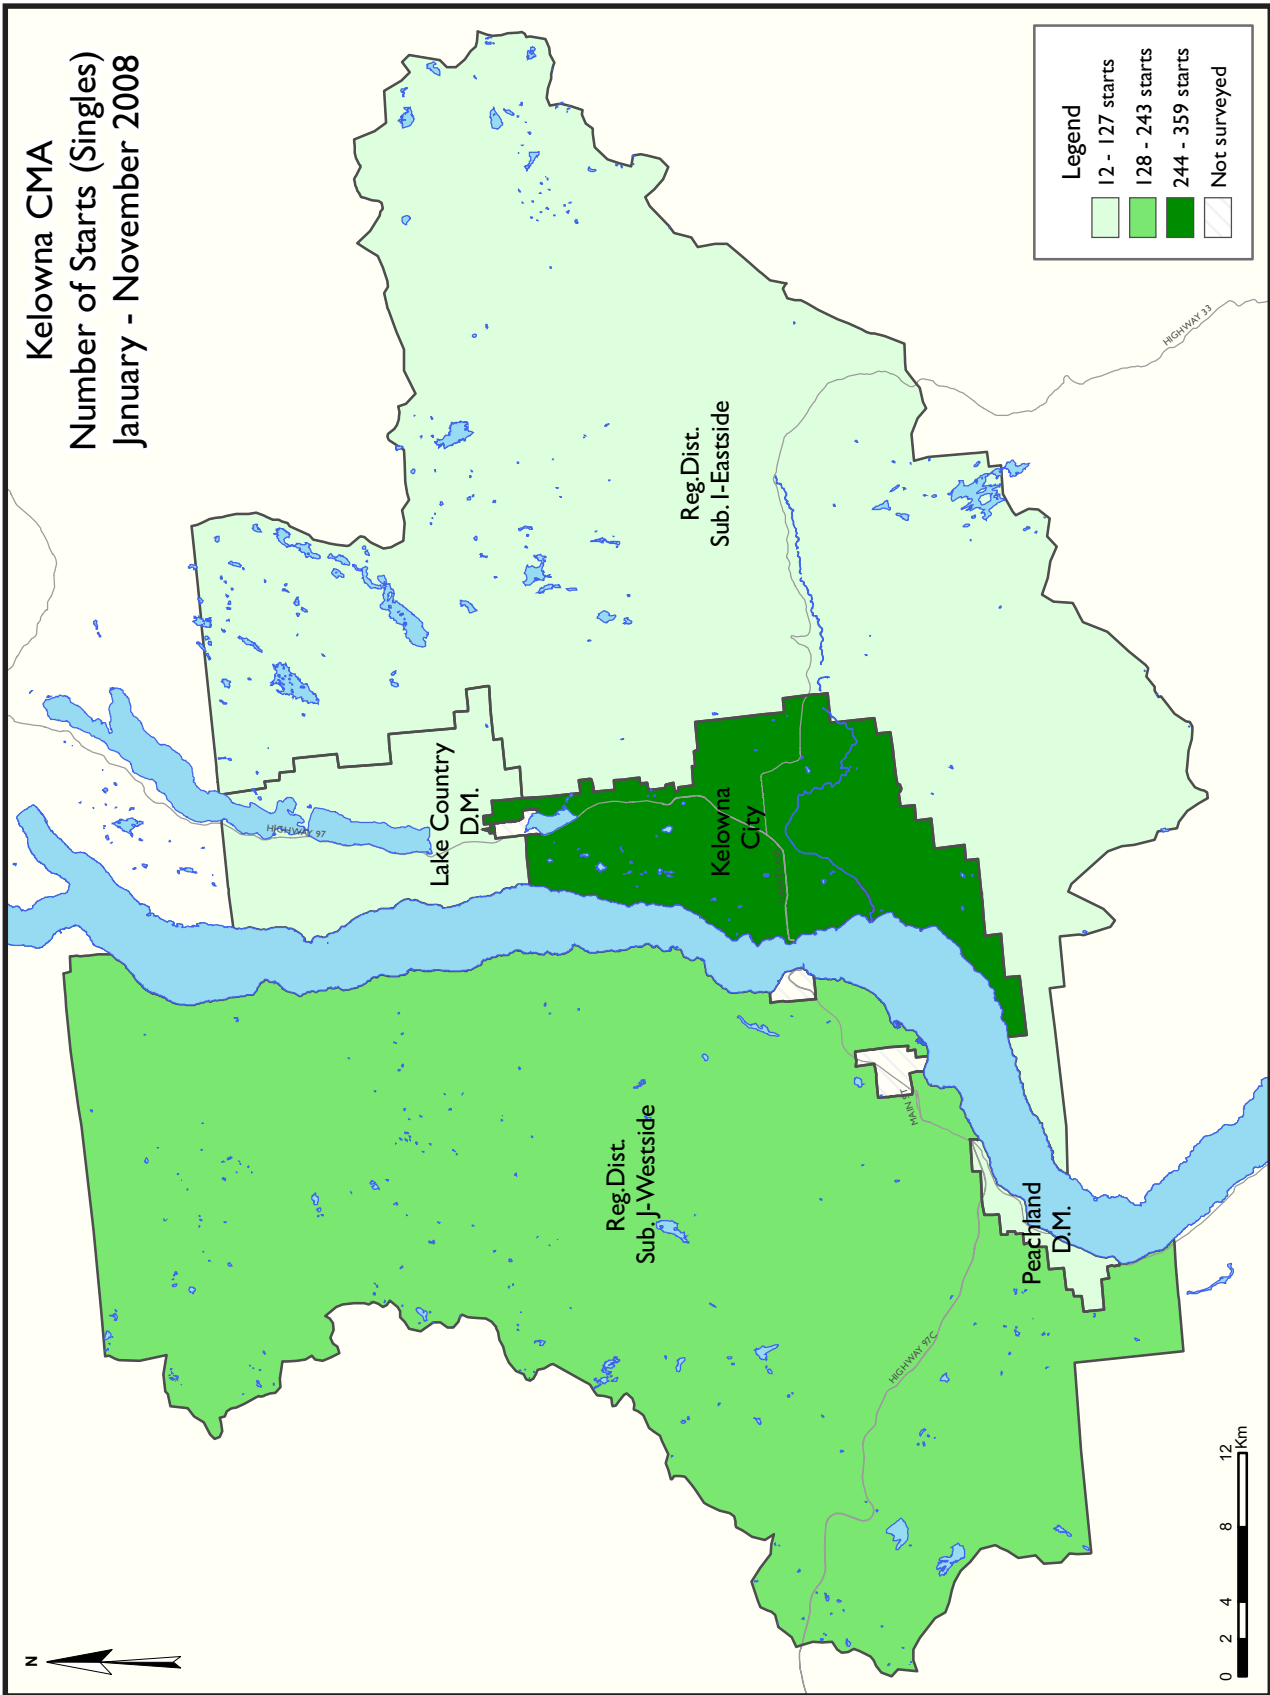 Kelowna CMA
Number of Starts (Singles)
January - November 2008
N
HIGHWAY 97
Lake Country
D.M.
Reg.Dist.
Sub. I-Eastside
Kelowna
City
HIGHWAY 33
Reg.Dist.
Sub. J-Westside
MAIN ST
Peachland
D.M.
HIGHWAY 97C
Legend
12 - 127 starts
128 - 243 starts
244 - 359 starts
Not surveyed
0 2 4 8 12
Km